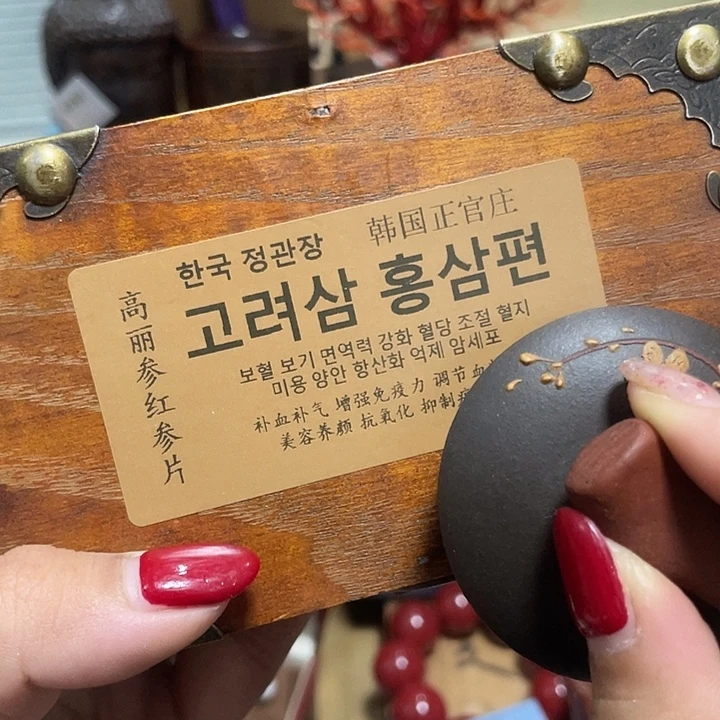 한국 정관장 韩国正官庄
고려삼 홍삼편
高丽参红参片
보혈 보기 면역력 강화 혈당 조절 혈지
미용 양안 항산화 억제 암세포
补血补气 增强免疫力 调节血
美容养颜 抗氧化 抑制